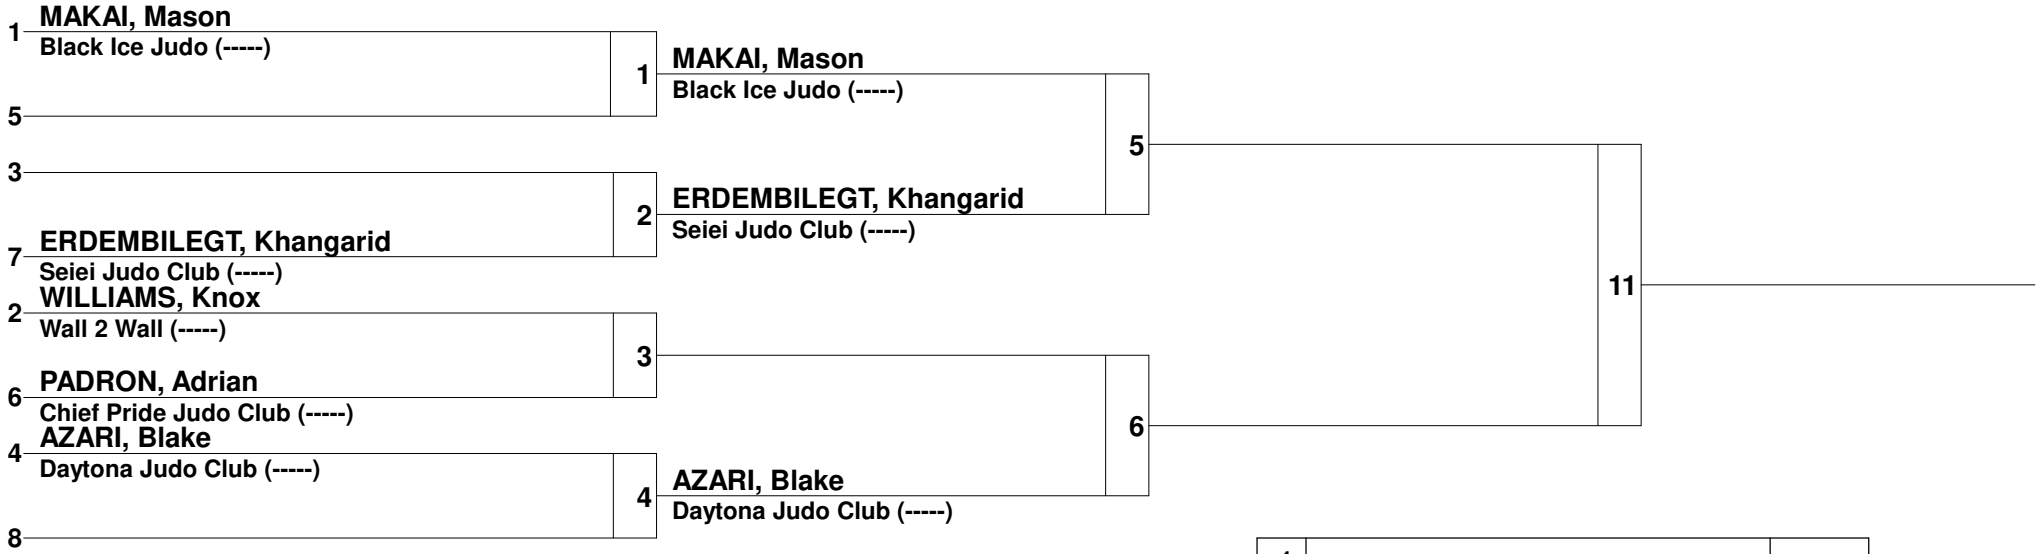 MAKAI, Mason
1
Black Ice Judo (-----)
1
MAKAI, Mason
Black Ice Judo (-----)
5
5
3
2
ERDEMBILEGT, Khangarid
Seiei Judo Club (-----)
7
ERDEMBILEGT, Khangarid
Seiei Judo Club (-----)
11
2
WILLIAMS, Knox
Wall 2 Wall (-----)
3
6
PADRON, Adrian
Chief Pride Judo Club (-----)
6
4
AZARI, Blake
Daytona Judo Club (-----)
4
AZARI, Blake
Daytona Judo Club (-----)
8